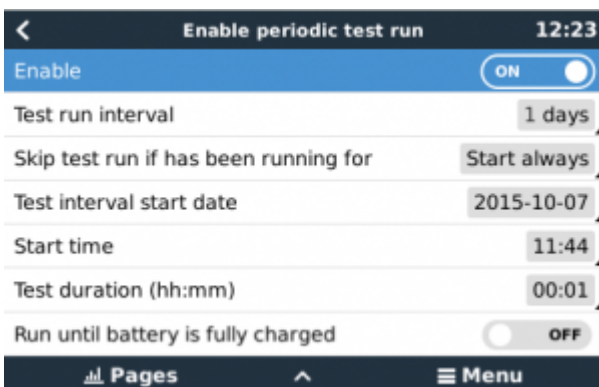 Enable periodic test run 12:23
Enable ON
Test run interval 1 days
Skip test run if has been running for Start always
Test interval start date 2015-10-07
Start time 11:44
Test duration (hh:mm) 00:01
Run until battery is fully charged OFF
Pages Menu